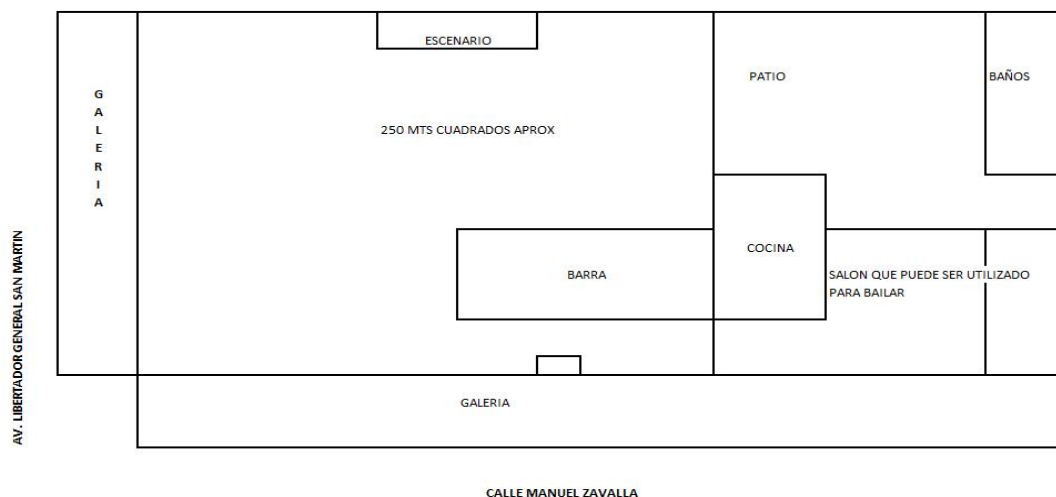 ESCENARIO
PATIO
BAÑOS
GALERIA
250 MTS CUADRADOS APROX
COCINA
BARRA
SALON QUE PUEDE SER UTILIZADO
PARA BAILAR
AV. LIBERTADOR GENERAL SAN MARTIN
GALERIA
CALLE MANUEL ZAVALLA